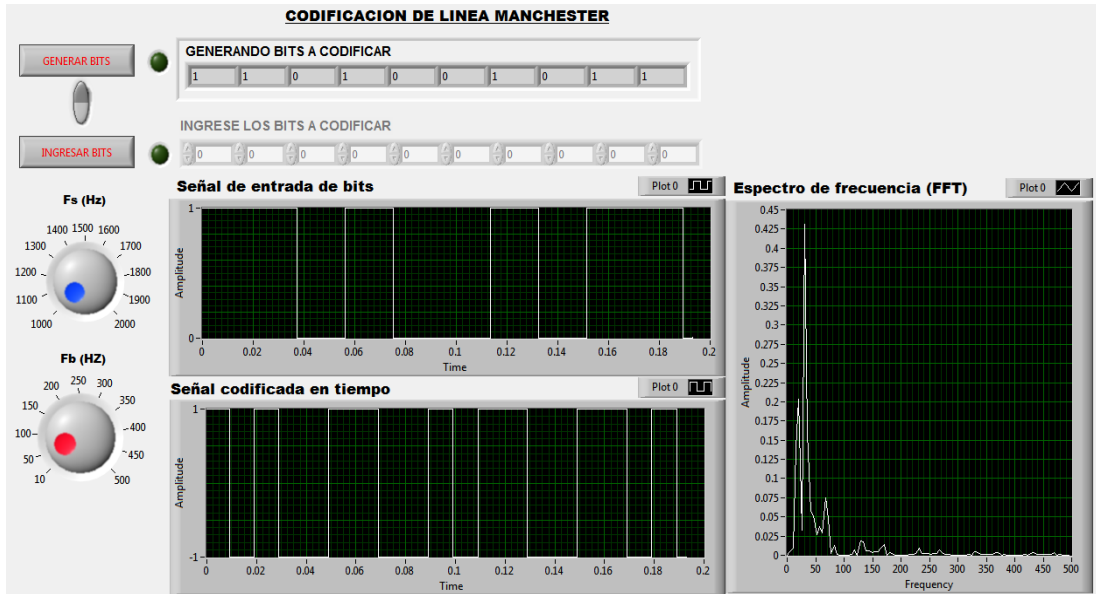 CODIFICACION DE LINEA MANCHESTER
GENERAR BITS
GENERANDO BITS A CODIFICAR
1 1 0 1 0 0 1 0 1 1
INGRESAR BITS
INGRESE LOS BITS A CODIFICAR
0 0 0 0 0 0 0 0 0 0
Fs (Hz)
1000 1100 1200 1300 1400 1500 1600 1700 1800 1900 2000
Fb (HZ)
10 50 100 150 200 250 300 350 400 450 500
Señal de entrada de bits
Plot 0
Amplitude
1
0
0 0.02 0.04 0.06 0.08 0.1 0.12 0.14 0.16 0.18 0.2
Time
Señal codificada en tiempo
Plot 0
Amplitude
1
-1
0 0.02 0.04 0.06 0.08 0.1 0.12 0.14 0.16 0.18 0.2
Time
Espectro de frecuencia (FFT)
Plot 0
Amplitude
0.45
0.425
0.4
0.375
0.35
0.325
0.3
0.275
0.25
0.225
0.2
0.175
0.15
0.125
0.1
0.075
0.05
0.025
0
0 50 100 150 200 250 300 350 400 450 500
Frequency